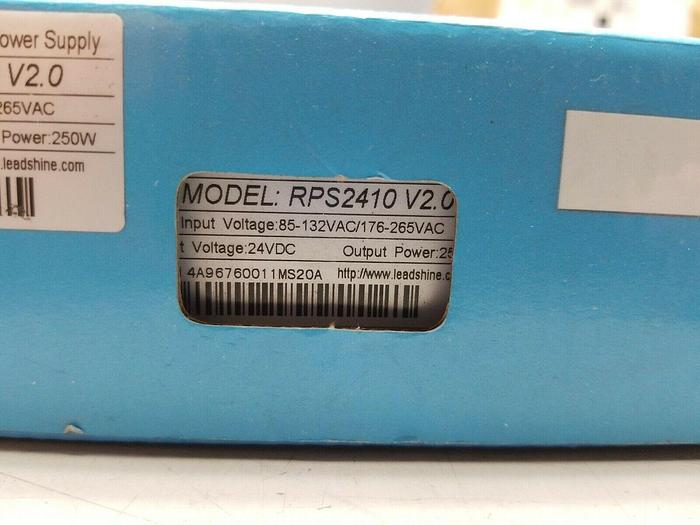 ower Supply
V2.0
265VAC
Power:250W
.leadshine.com
MODEL: RPS2410 V2.0
Input Voltage:85-132VAC/176-265VAC
t Voltage:24VDC Output Power:25
4A96760011MS20A http://www.leadshine.c